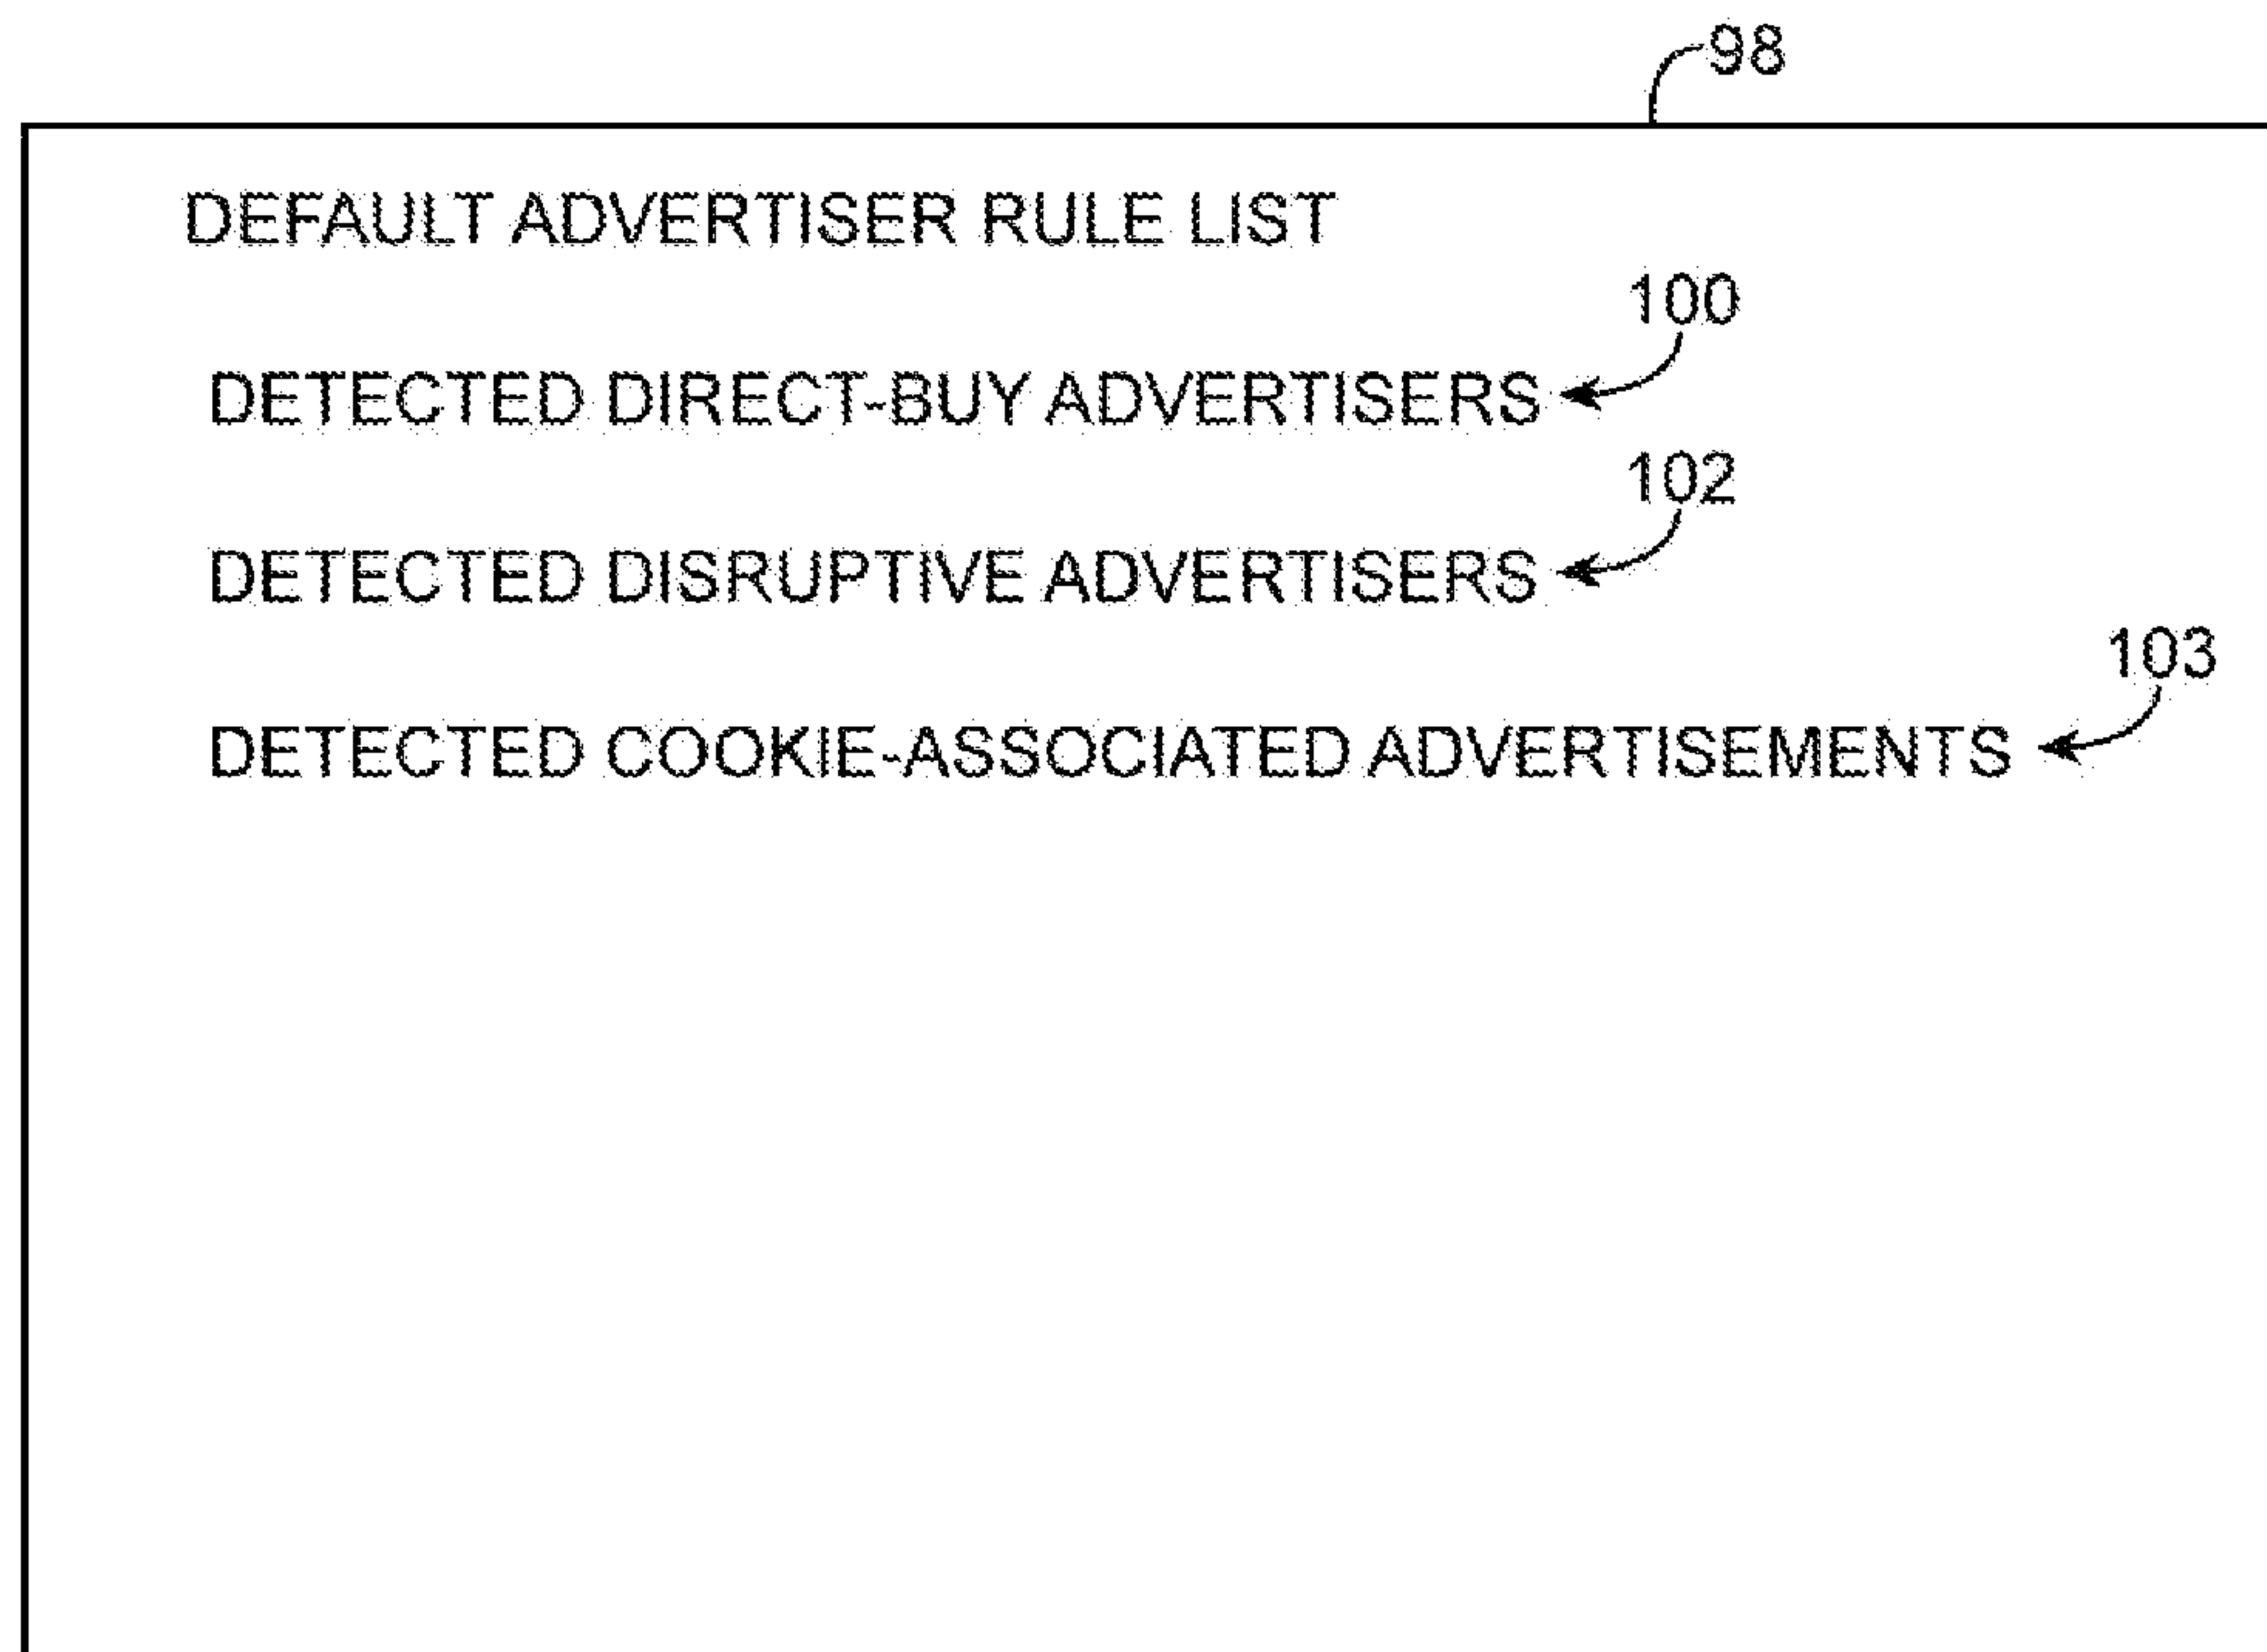 98
DEFAULT ADVERTISER RULE LIST
100
DETECTED DIRECT-BUY ADVERTISERS
102
DETECTED DISRUPTIVE ADVERTISERS
103
DETECTED COOKIE-ASSOCIATED ADVERTISEMENTS